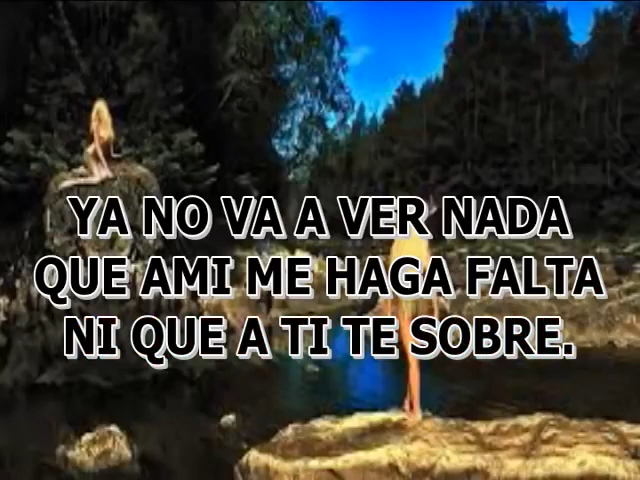 YA NO VA A VER NADA
QUE AMI ME HAGA FALTA
NI QUE A TI TE SOBRE.